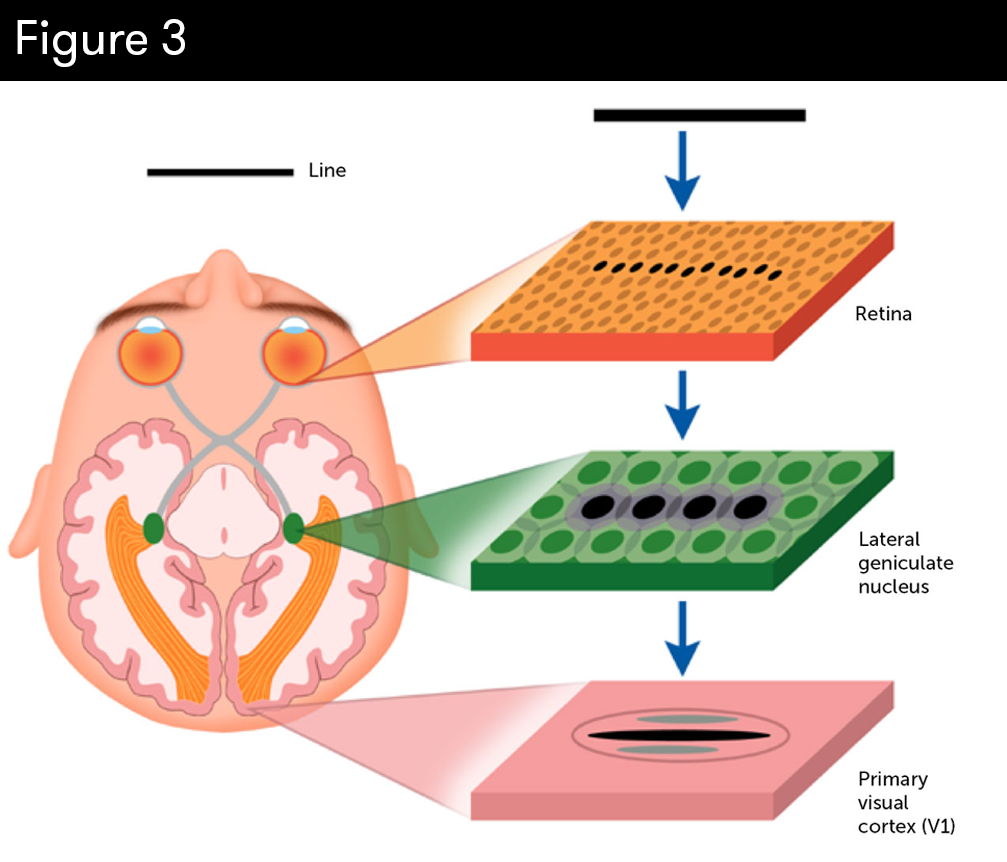 Figure 3
Line
Retina
Lateral
geniculate
nucleus
Primary
visual
cortex (V1)